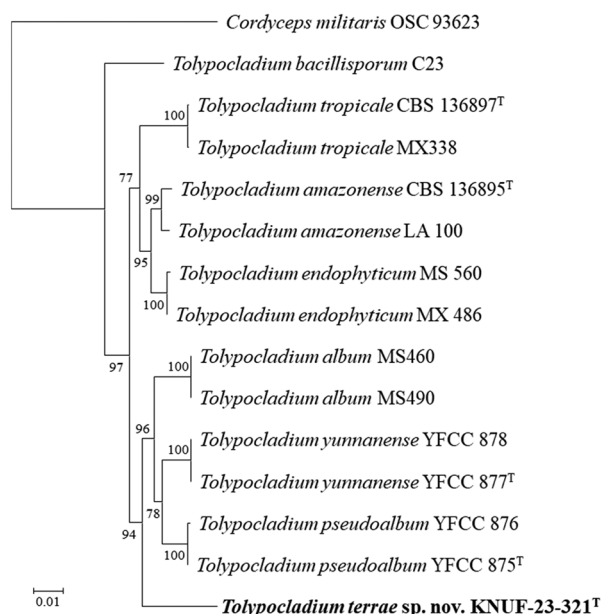 Cordyceps militaris OSC 93623
Tolypocladium bacillisporum C23
Tolypocladium tropicale CBS 136897ᵀ
100
Tolypocladium tropicale MX338
77
Tolypocladium amazonense CBS 136895ᵀ
99
Tolypocladium amazonense LA 100
95
Tolypocladium endophyticum MS 560
100
Tolypocladium endophyticum MX 486
Tolypocladium album MS460
97
100
Tolypocladium album MS490
96
Tolypocladium yunnanense YFCC 878
100
Tolypocladium yunnanense YFCC 877ᵀ
78
Tolypocladium pseudoalbum YFCC 876
94
100
Tolypocladium pseudoalbum YFCC 875ᵀ
0.01
Tolypocladium terrae sp. nov. KNUF-23-321ᵀ